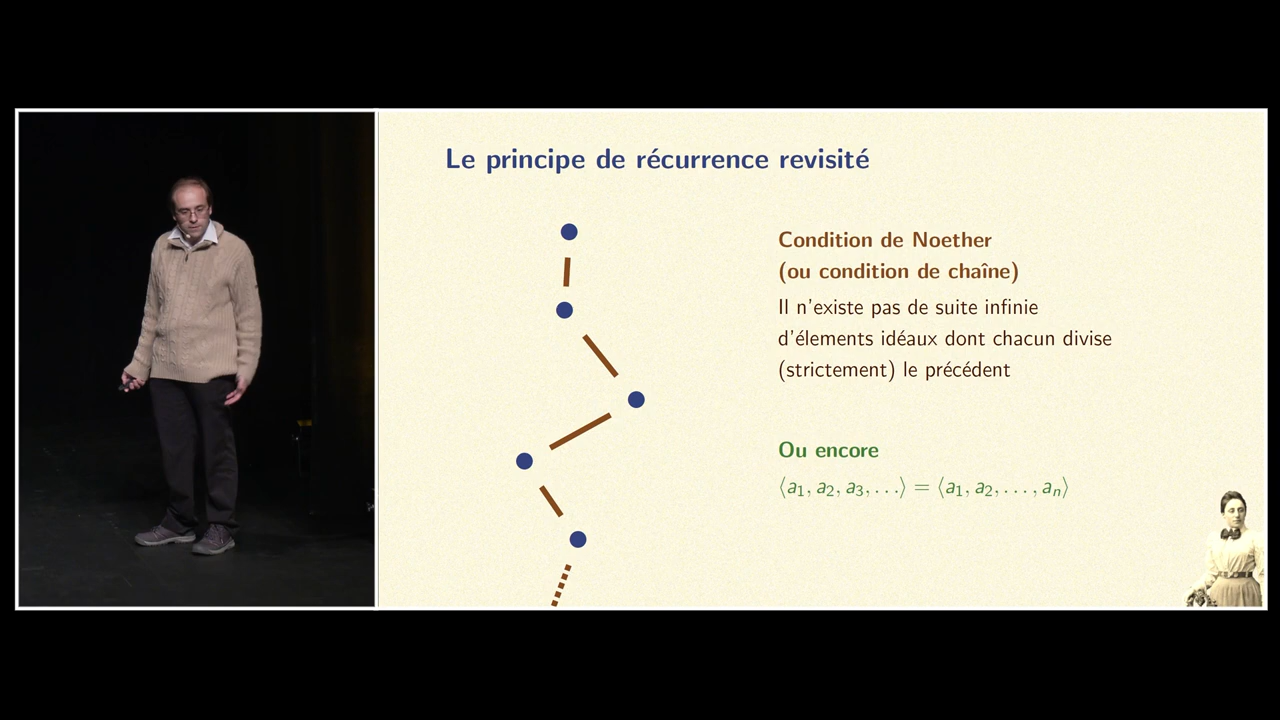 Le principe de récurrence revisité
Condition de Noether
(ou condition de chaîne)
Il n'existe pas de suite infinie
d'élements idéaux dont chacun divise
(strictement) le précédent
Ou encore
⟨a₁, a₂, a₃, . . .⟩ = ⟨a₁, a₂, . . . , aₙ⟩